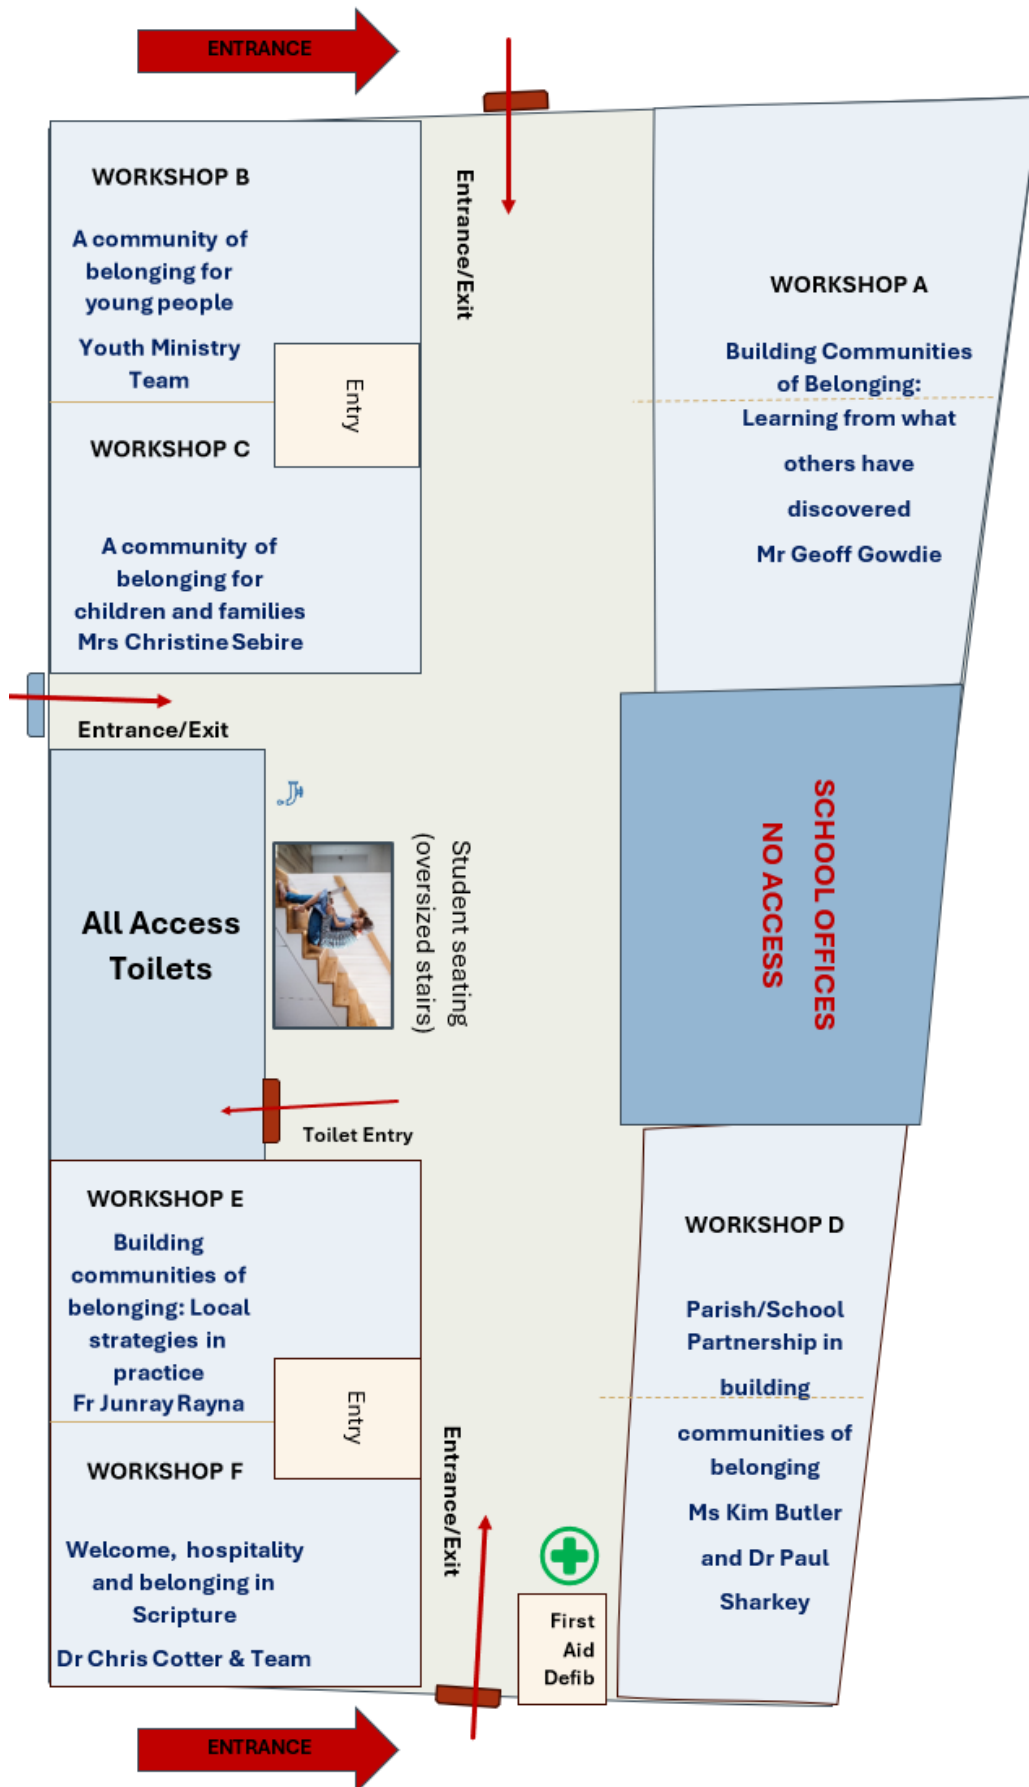 ENTRANCE
WORKSHOP B
A community of
belonging for
young people
Youth Ministry
Team
Entry
WORKSHOP C
A community of
belonging for
children and families
Mrs Christine Sebire
Entrance/Exit
WORKSHOP A
Building Communities
of Belonging:
Learning from what
others have
discovered
Mr Geoff Gowdie
Entrance/Exit
All Access
Toilets
Student seating
(oversized stairs)
SCHOOL OFFICES
NO ACCESS
Toilet Entry
WORKSHOP E
Building
communities of
belonging: Local
strategies in
practice
Fr Junray Rayna
Entry
WORKSHOP F
Welcome, hospitality
and belonging in
Scripture
Dr Chris Cotter & Team
Entrance/Exit
First
Aid
Defib
WORKSHOP D
Parish/School
Partnership in
building
communities of
belonging
Ms Kim Butler
and Dr Paul
Sharkey
ENTRANCE